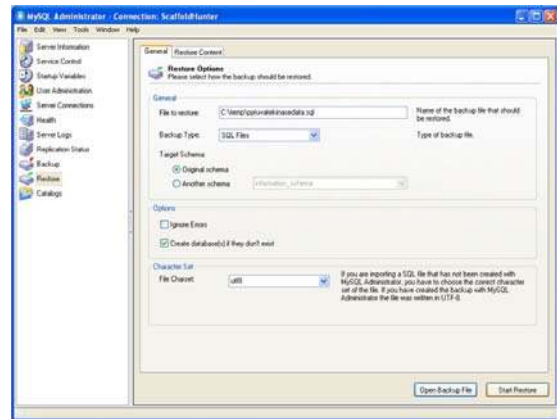 MySQL Administrator - Connection: ScaffoldHunter
File Edit View Tools Window Help
Server Information
Service Control
Startup Variables
User Administration
Server Connections
Health
Server Logs
Replication Status
Backup
Restore
Catalogs
General Restore Content
Restore Options
Please select how the backup should be restored.
General
File to restore: Name of the backup file that should
be restored.
Backup Type: SQL Files Type of backup file.
Target Schema:
Original schema
Another schema information_schema
Options
Ignore Errors
Create database(s) if they don't exist
Character Set
File Charset: utf8
If you are importing a SQL file that has not been created with
MySQL Administrator, you have to choose the correct character
set of the file. If you have created the backup with MySQL
Administrator the file was written in UTF-8.
Open Backup File Start Restore